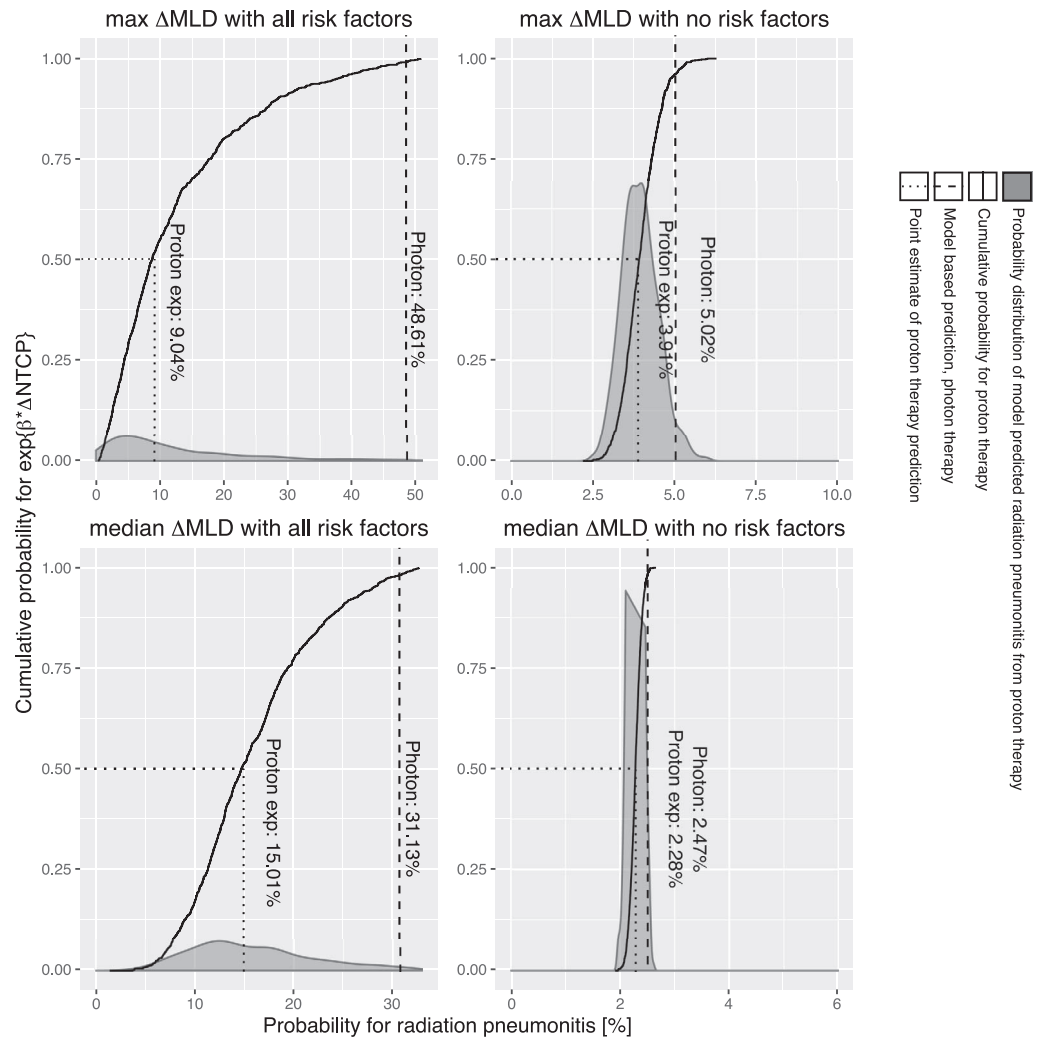 max ΔMLD with all risk factors
max ΔMLD with no risk factors
1.00
0.75
0.50
0.25
0.00
Proton exp: 9.04%
Photon: 48.61%
0
10
20
30
40
50
Proton exp: 3.91%
Photon: 5.02%
0.0
2.5
5.0
7.5
10.0
median ΔMLD with all risk factors
median ΔMLD with no risk factors
1.00
0.75
0.50
0.25
0.00
Proton exp: 15.01%
Photon: 31.13%
0
10
20
30
1.00
0.75
0.50
0.25
0.00
Photon: 2.47%
Proton exp: 2.28%
0
2
4
6
1.00
0.75
0.50
0.25
0.00
Cumulative probability for exp{β*ΔNTCP}
Probability for radiation pneumonitis [%]
Probability distribution of model predicted radiation pneumonitis from proton therapy
Cumulative probability for proton therapy
Model based prediction, photon therapy
Point estimate of proton therapy prediction